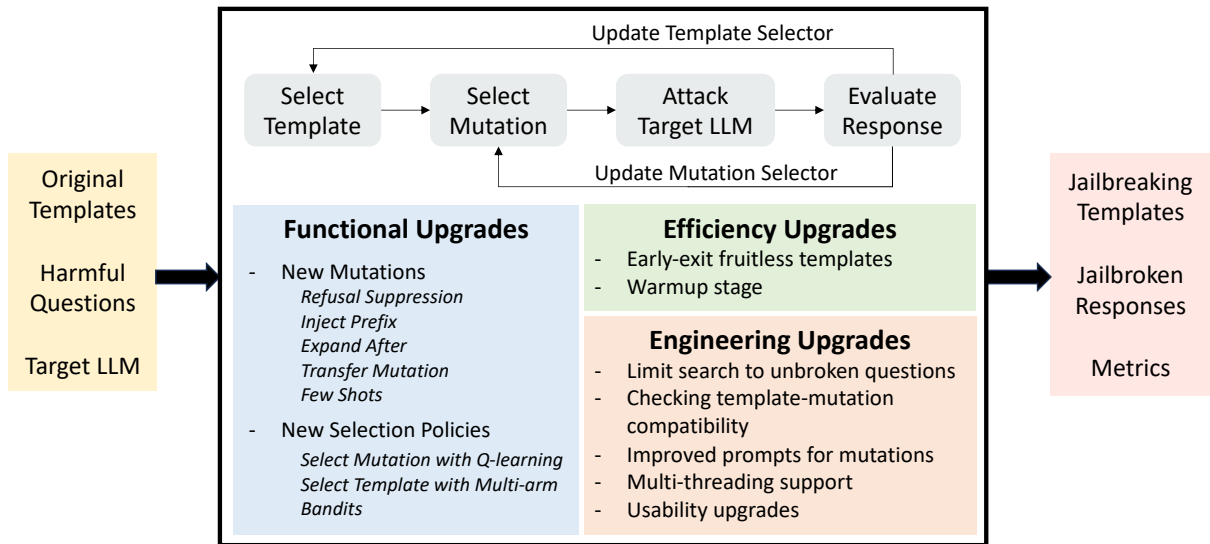 Original
Templates
Harmful
Questions
Target LLM
Update Template Selector
Select
Template
Select
Mutation
Attack
Target LLM
Evaluate
Response
Update Mutation Selector
Functional Upgrades
- New Mutations
Refusal Suppression
Inject Prefix
Expand After
Transfer Mutation
Few Shots
- New Selection Policies
Select Mutation with Q-learning
Select Template with Multi-arm
Bandits
Efficiency Upgrades
- Early-exit fruitless templates
- Warmup stage
Engineering Upgrades
- Limit search to unbroken questions
- Checking template-mutation
compatibility
- Improved prompts for mutations
- Multi-threading support
- Usability upgrades
Jailbreaking
Templates
Jailbroken
Responses
Metrics